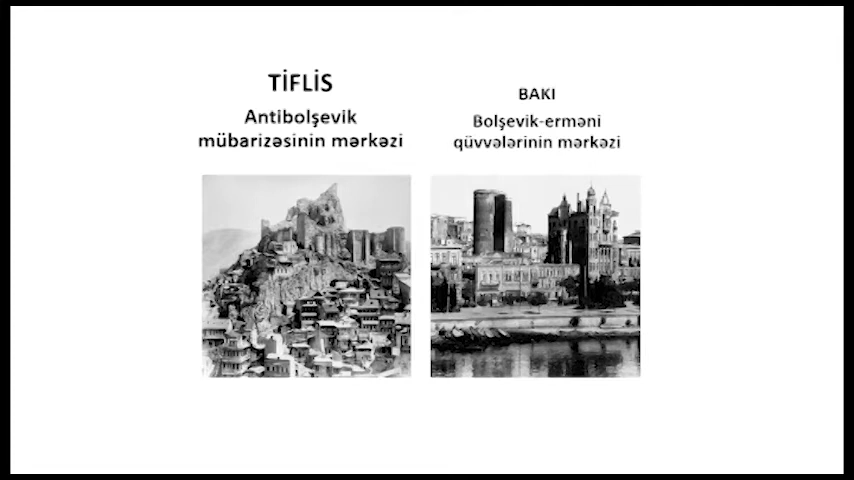 TİFLİS
Antibolşevik
mübarizəsinin mərkəzi
BAKI
Bolşevik-erməni
qüvvələrinin mərkəzi